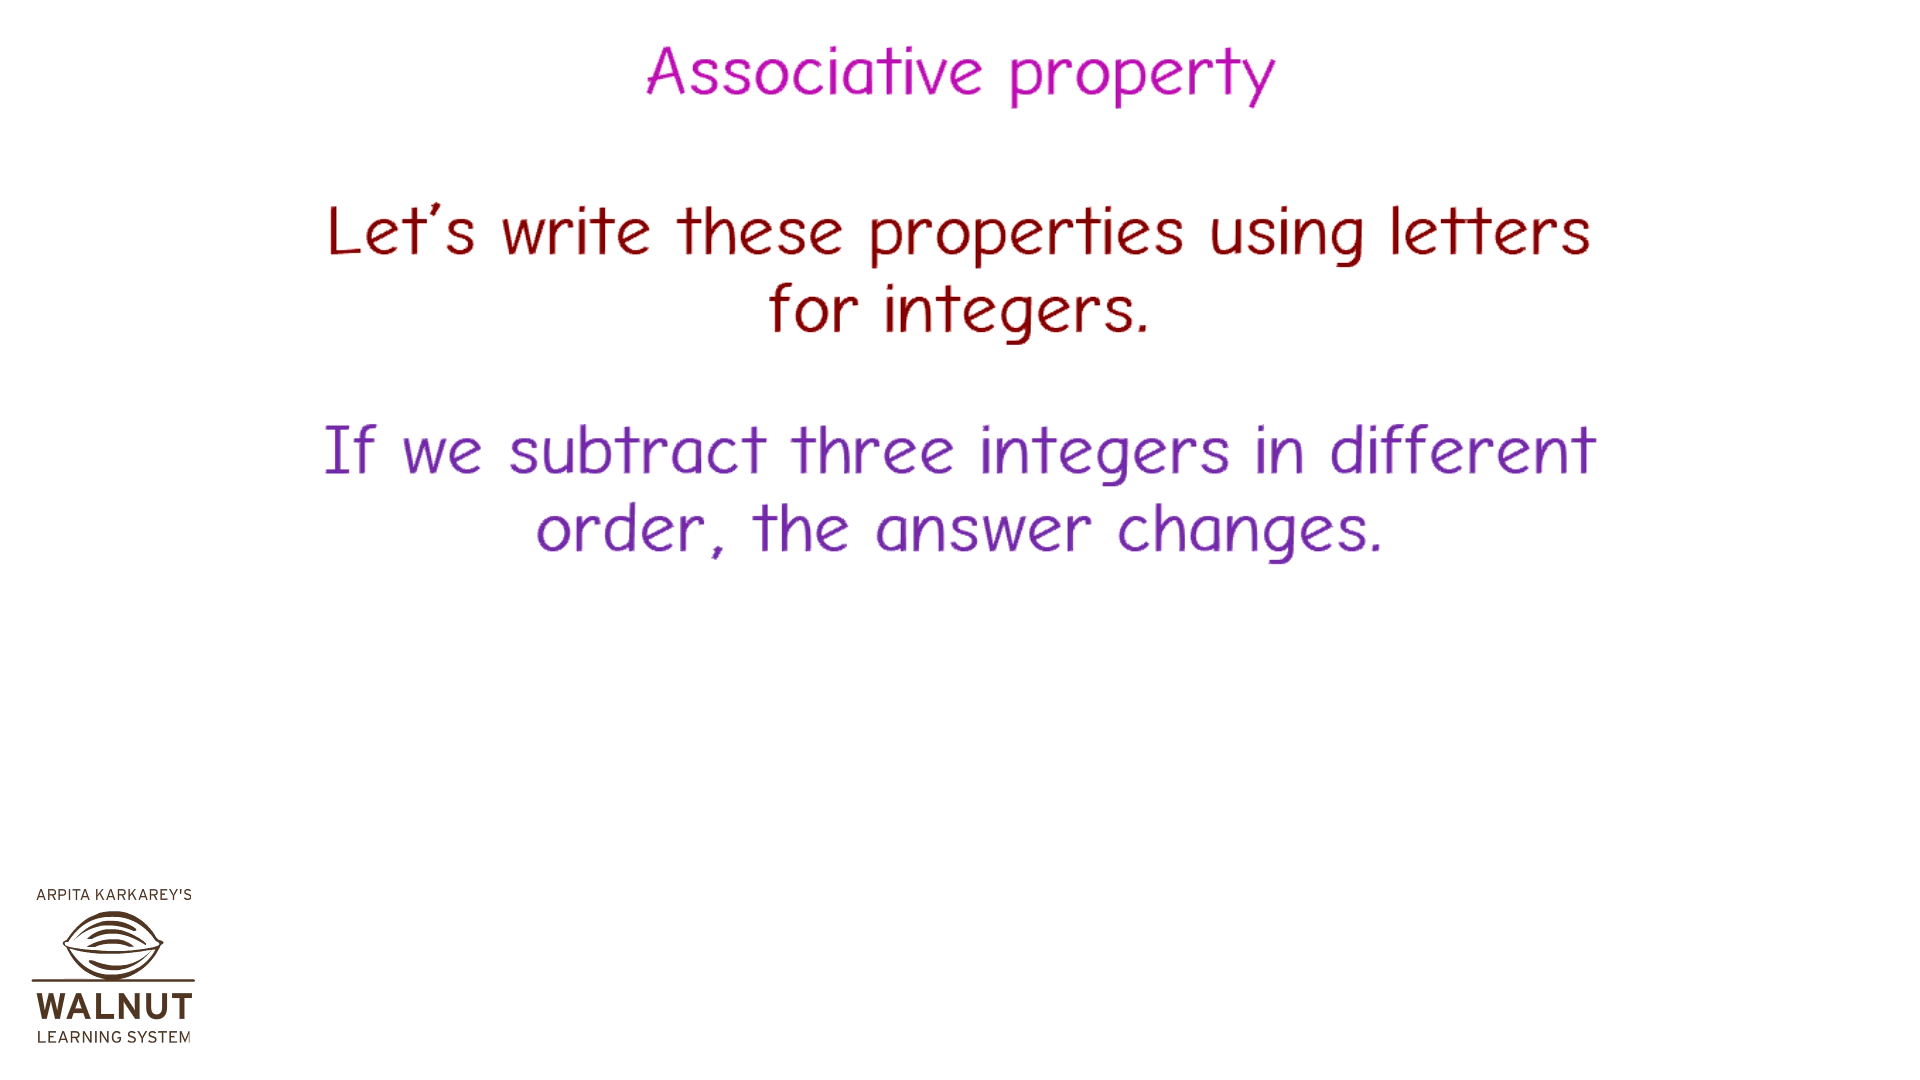 Associative property
Let's write these properties using letters
for integers.
If we subtract three integers in different
order, the answer changes.
ARPITA KARKAREY'S
WALNUT
LEARNING SYSTEM